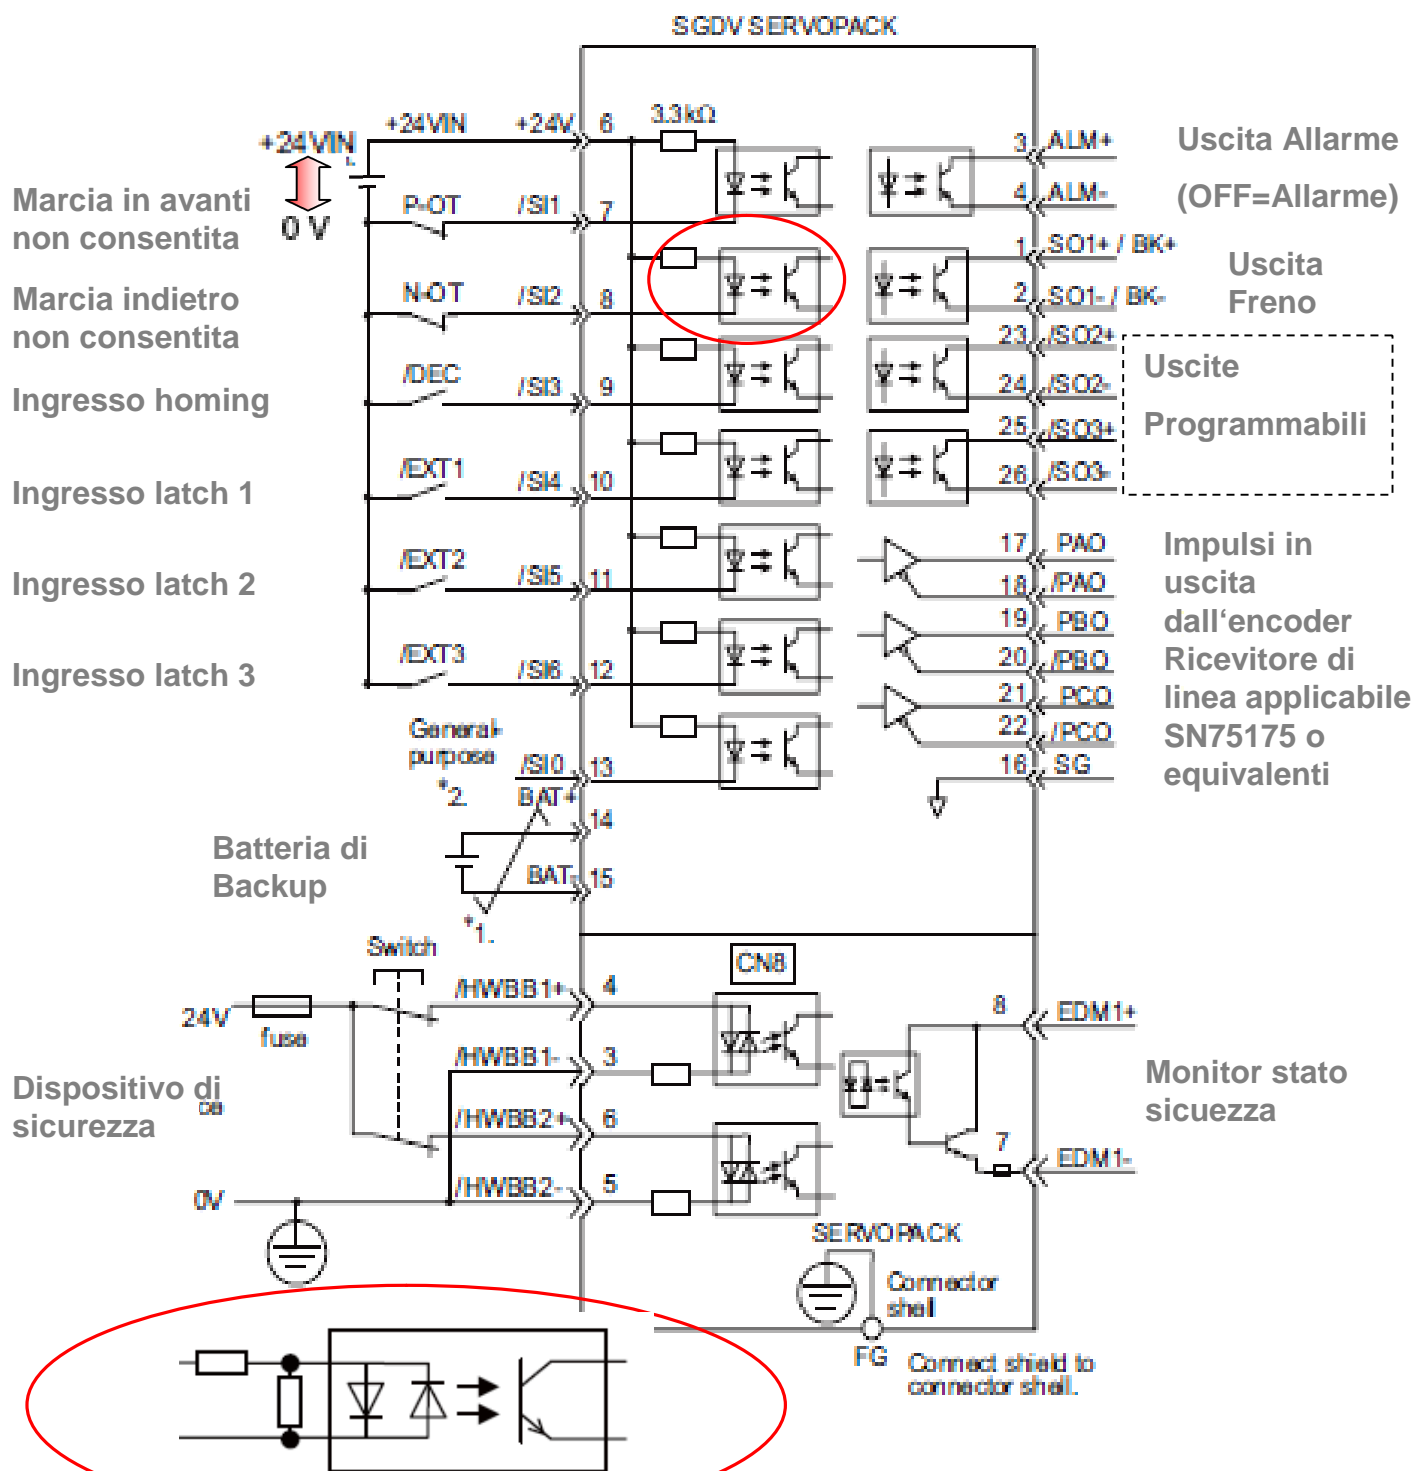 SGDV SERVOPACK
+24VIN
0 V
+24VIN
+24V
6
3.3kΩ
Marcia in avanti
non consentita
P-OT
/SI1
7
Marcia indietro
non consentita
N-OT
/SI2
8
Ingresso homing
/DEC
/SI3
9
Ingresso latch 1
/EXT1
/SI4
10
Ingresso latch 2
/EXT2
/SI5
11
Ingresso latch 3
/EXT3
/SI6
12
General-
purpose
/SI0
13
*2.
BAT+
14
Batteria di
Backup
BAT-
15
*1.
3
ALM+
4
ALM-
Uscita Allarme
(OFF=Allarme)
1
SO1+ / BK+
2
SO1- / BK-
Uscita
Freno
23
/SO2+
24
/SO2-
25
/SO3+
26
/SO3-
Uscite
Programmabili
17
PAO
18
/PAO
19
PBO
20
/PBO
21
PCO
22
/PCO
16
SG
Impulsi in
uscita
dall‘encoder
Ricevitore di
linea applicabile
SN75175 o
equivalenti
Switch
CN8
24V
fuse
/HWBB1+
4
/HWBB1-
3
Dispositivo di
ce
sicurezza
/HWBB2+
6
0V
/HWBB2-
5
8
EDM1+
7
EDM1-
Monitor stato
sicuezza
SERVOPACK
Connector
shell
FG
Connect shield to
connector shell.